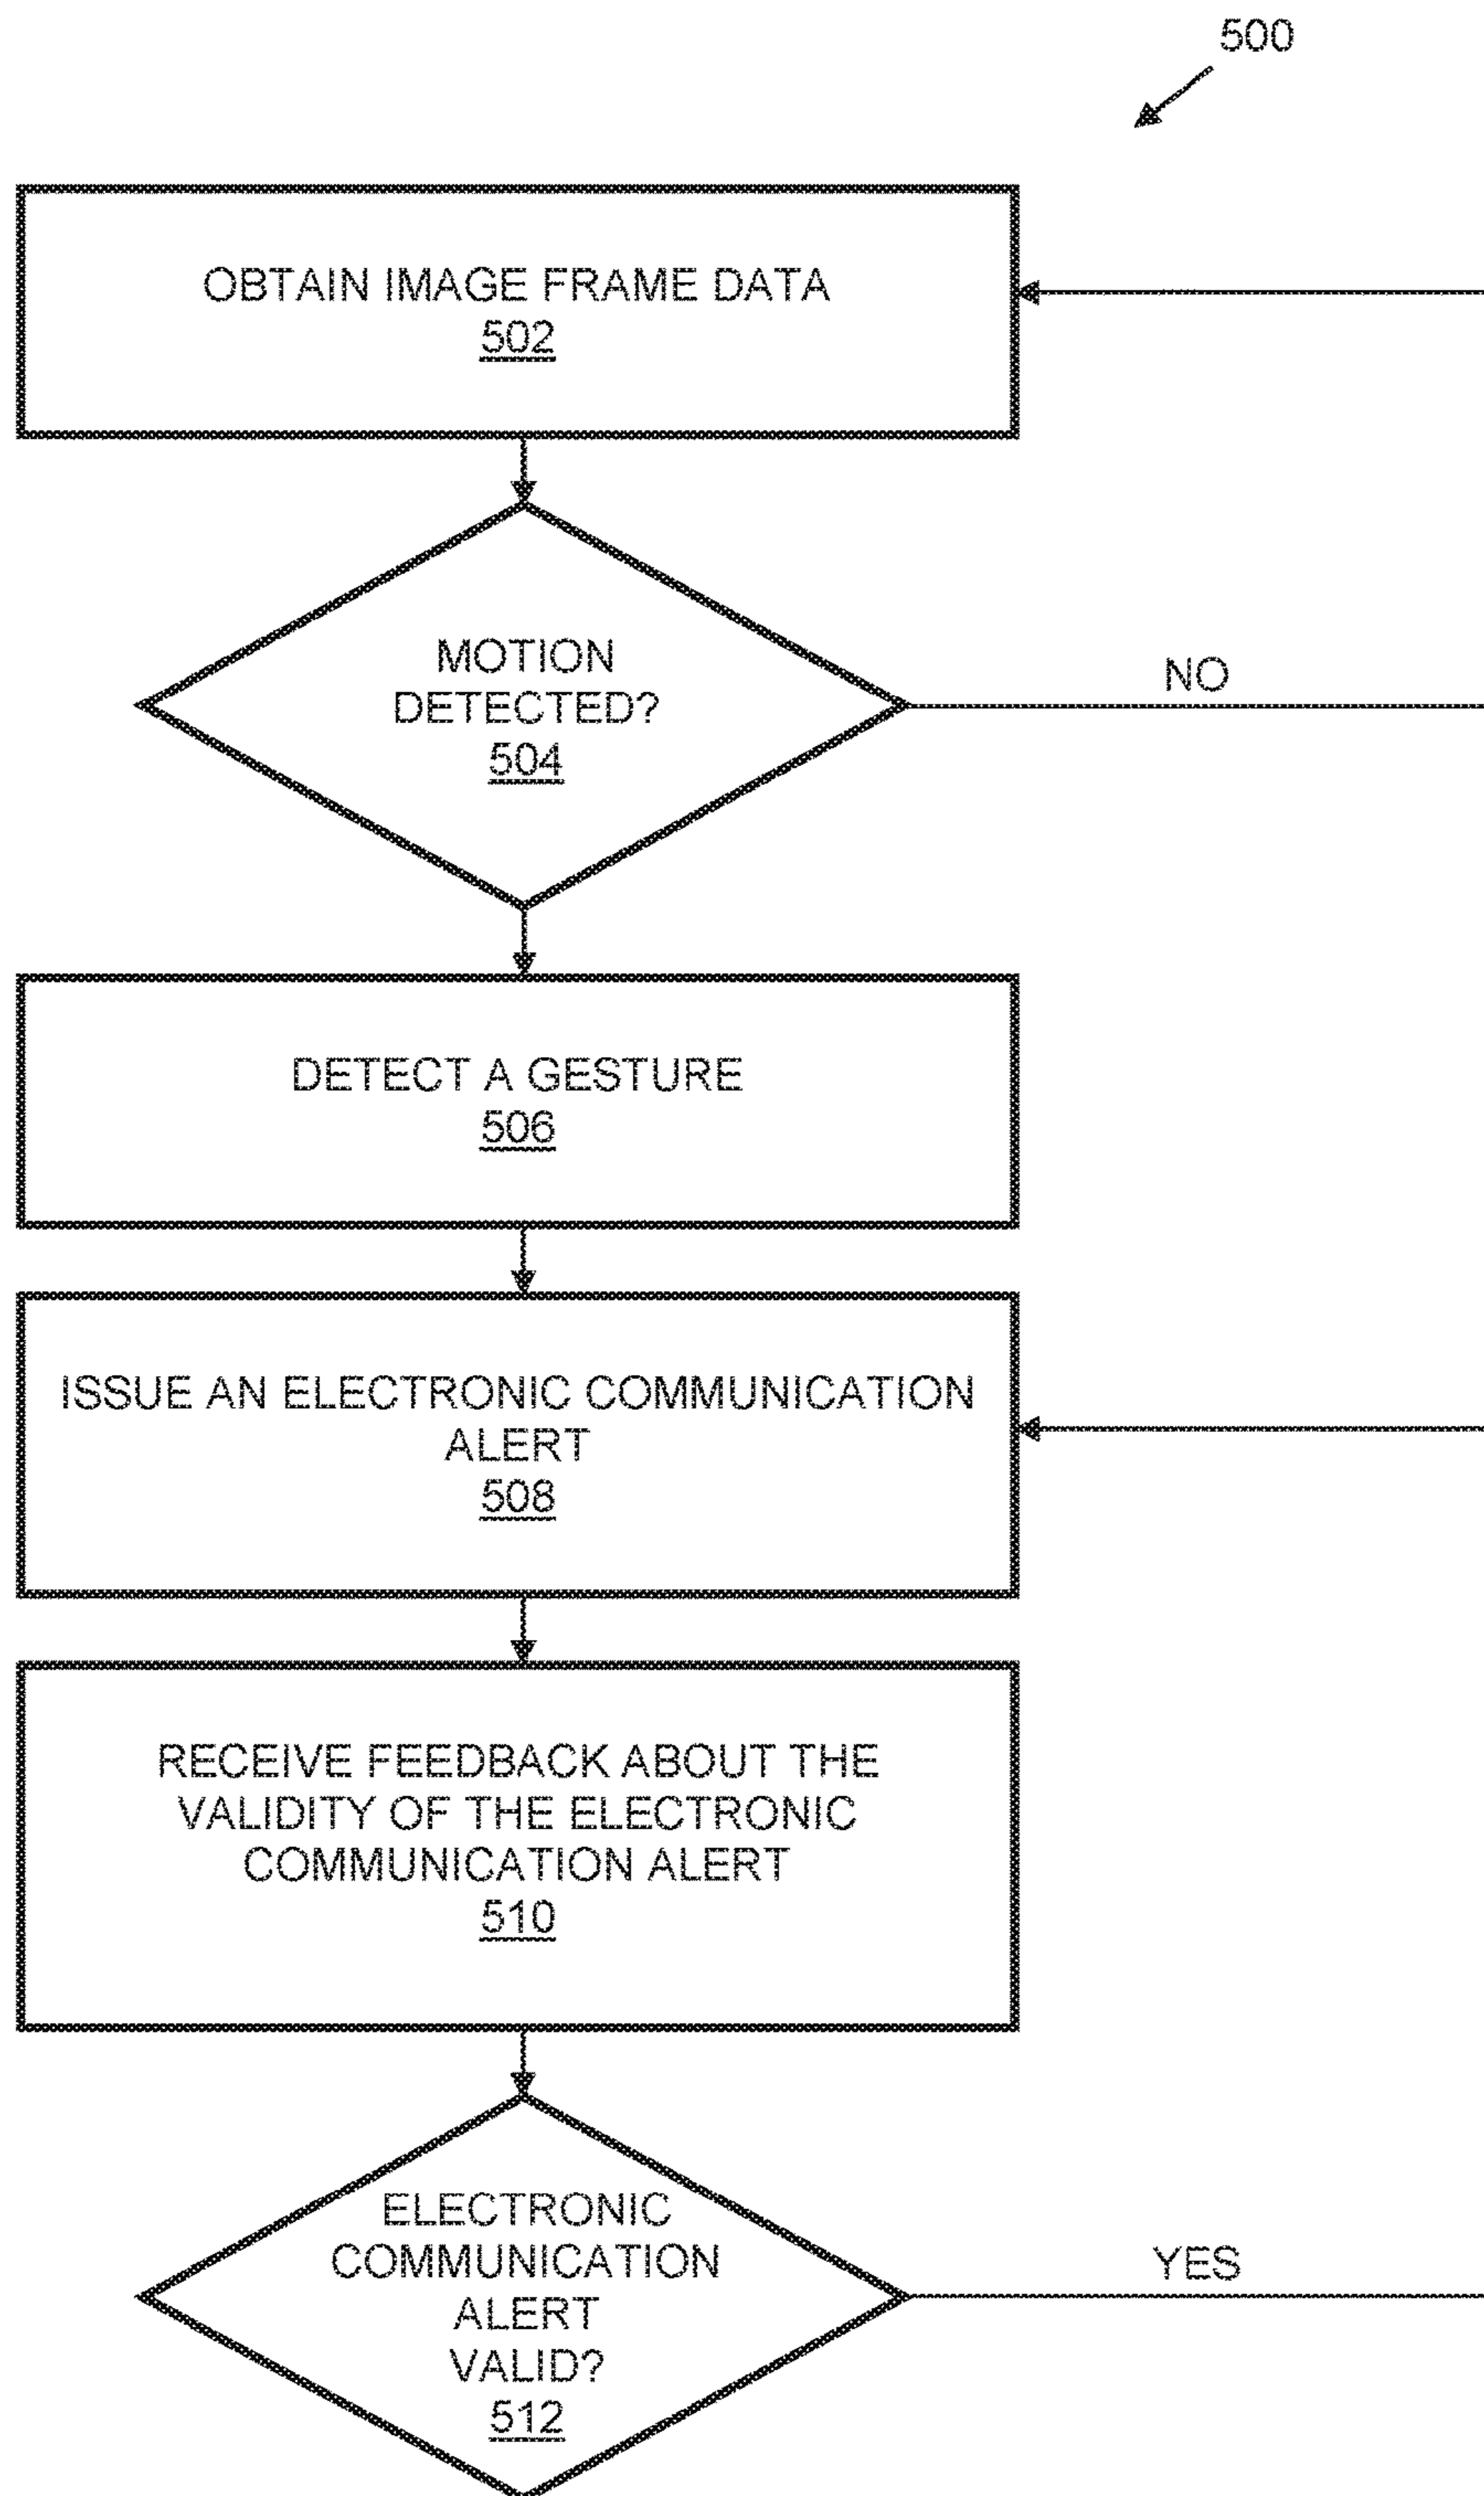 500
OBTAIN IMAGE FRAME DATA
502
MOTION
DETECTED?
504
NO
DETECT A GESTURE
506
ISSUE AN ELECTRONIC COMMUNICATION
ALERT
508
RECEIVE FEEDBACK ABOUT THE
VALIDITY OF THE ELECTRONIC
COMMUNICATION ALERT
510
ELECTRONIC
COMMUNICATION
ALERT
VALID?
512
YES